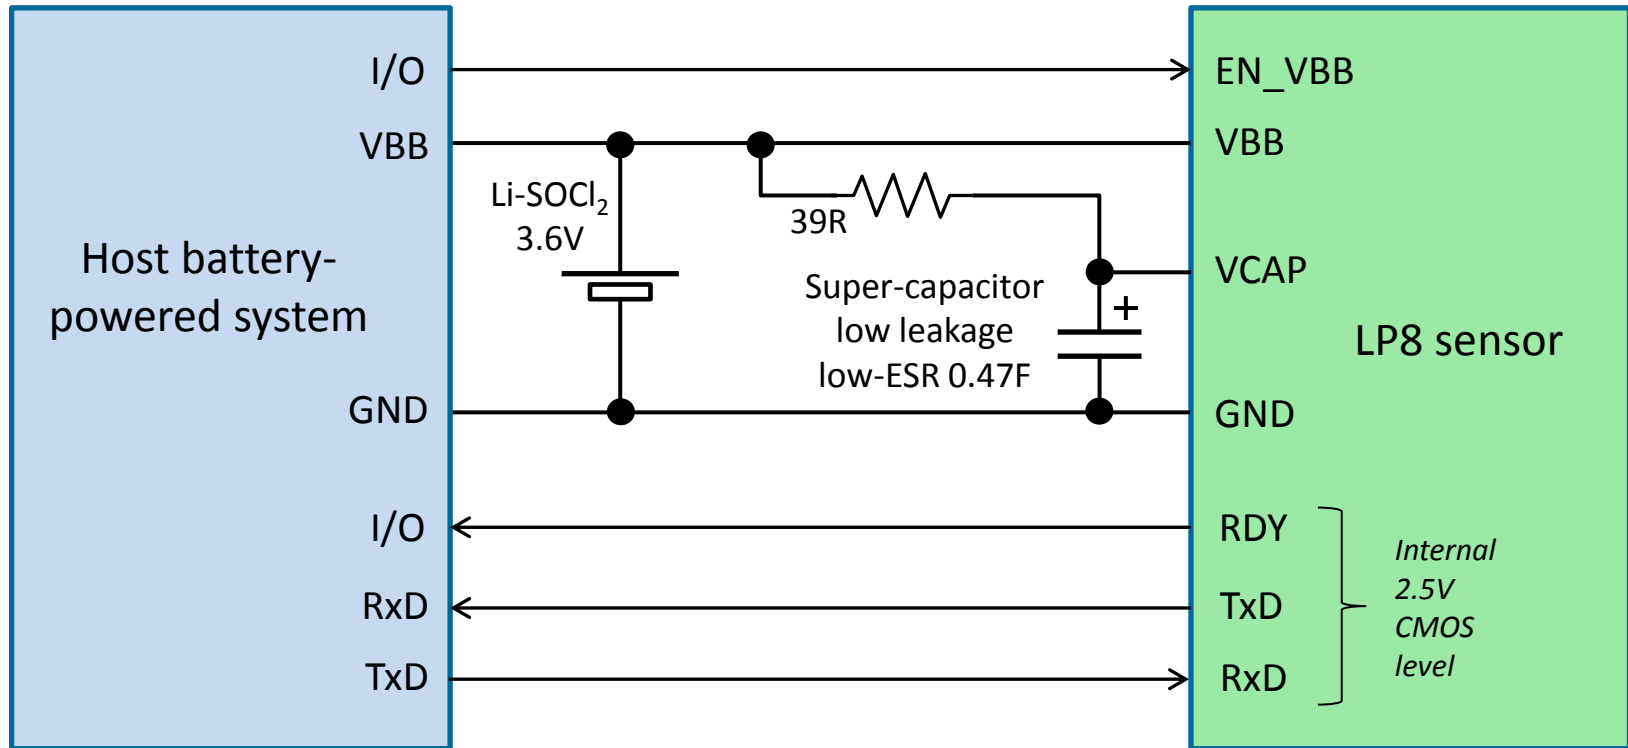 I/O
EN_VBB
VBB
VBB
Li-SOCl₂
3.6V
39R
Host battery-
powered system
Super-capacitor
low leakage
low-ESR 0.47F
+
VCAP
LP8 sensor
GND
GND
I/O
RDY
RxD
TxD
TxD
RxD
Internal
2.5V
CMOS
level